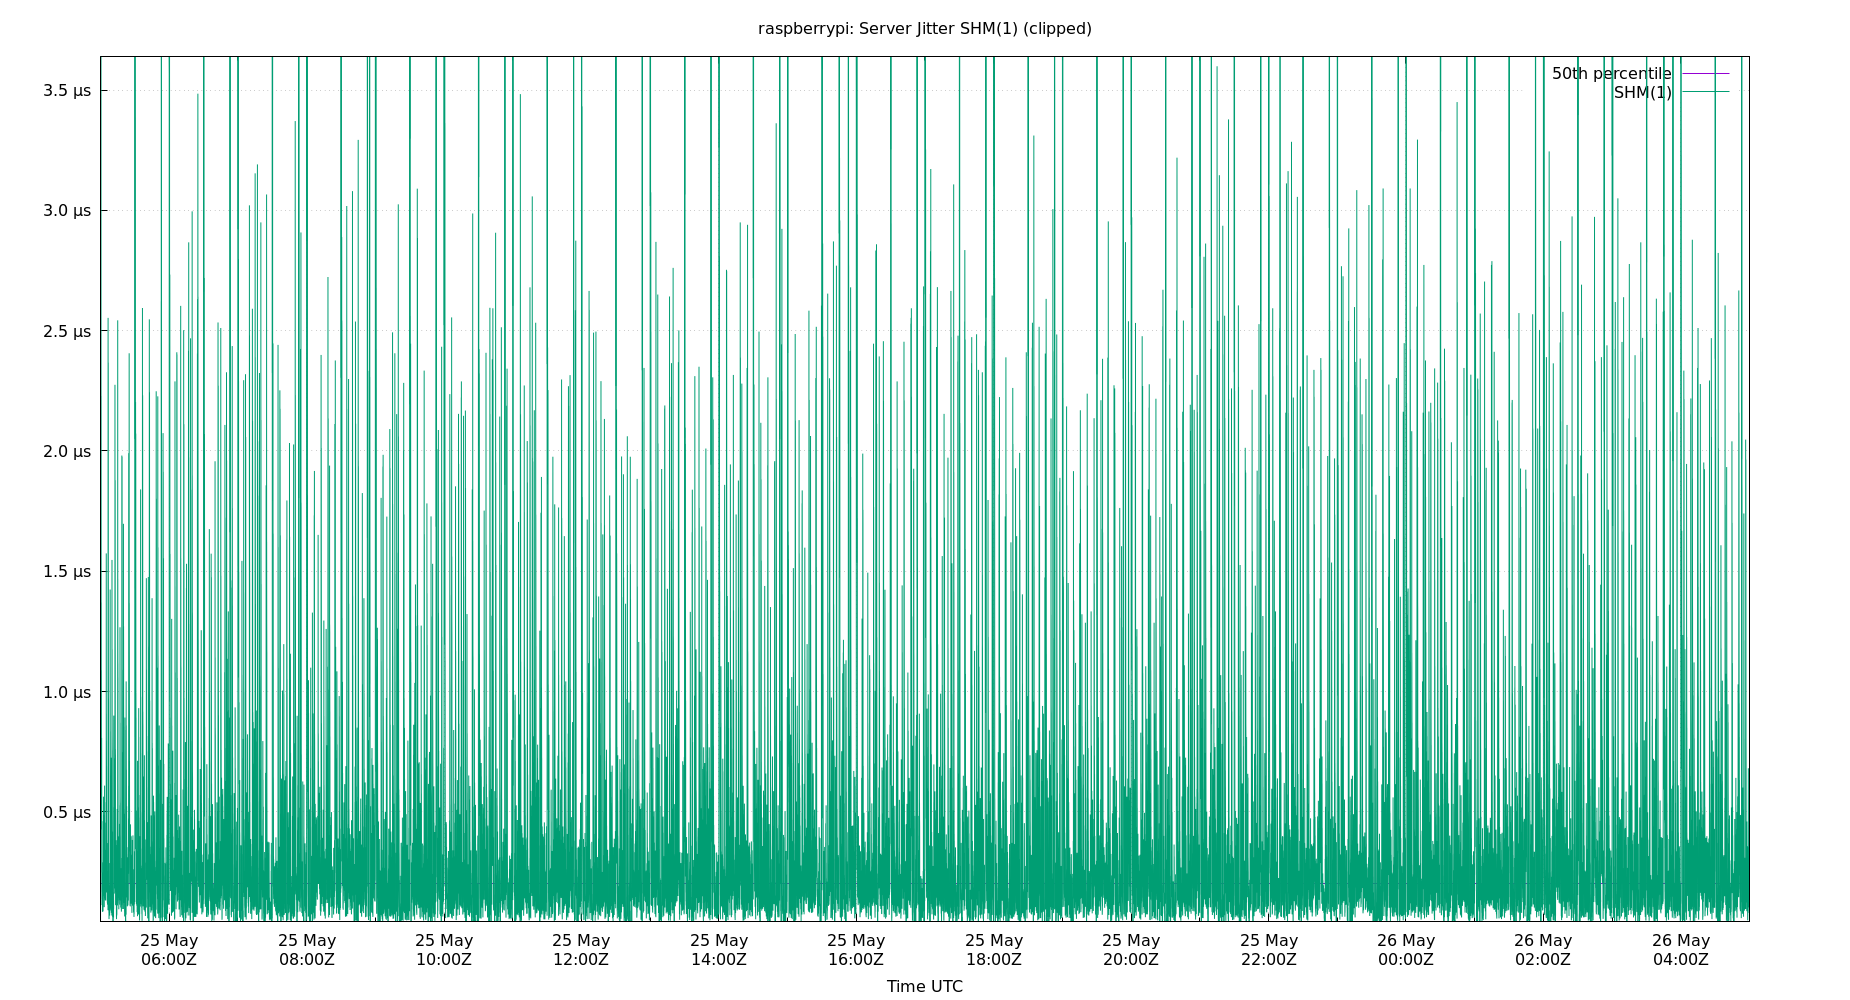 raspberrypi: Server Jitter SHM(1) (clipped)
50th percentile
SHM(1)
3.5 µs
3.0 µs
2.5 µs
2.0 µs
1.5 µs
1.0 µs
0.5 µs
25 May 25 May 25 May 25 May 25 May 25 May 25 May 25 May 25 May 26 May 26 May 26 May
06:00Z 08:00Z 10:00Z 12:00Z 14:00Z 16:00Z 18:00Z 20:00Z 22:00Z 00:00Z 02:00Z 04:00Z
Time UTC